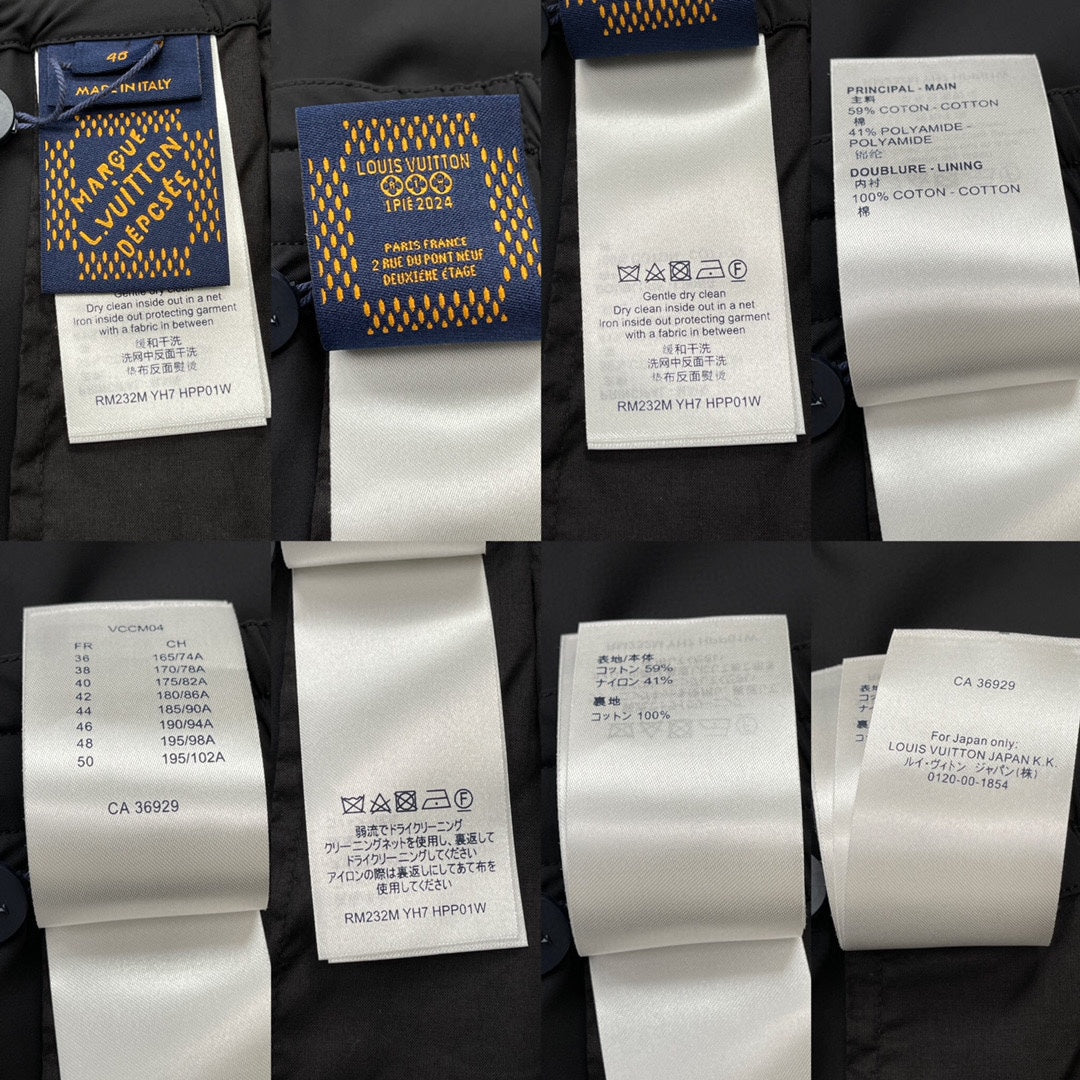 40
MADE IN ITALY
MARQUE
L.VUITTON
DÉPOSÉE
Gentle dry clean
Dry clean inside out in a net
Iron inside out protecting garment
with a fabric in between
缓和干洗
洗网中反面干洗
垫布反面熨烫
RM232M YH7 HPP01W
LOUIS VUITTON
1PIÈ2024
PARIS FRANCE
2 RUE DU PONT NEUF
DEUXIÈME ÉTAGE
Gentle dry clean
Dry clean inside out in a net
Iron inside out protecting garment
with a fabric in between
缓和干洗
洗网中反面干洗
垫布反面熨烫
RM232M YH7 HPP01W
PRINCIPAL - MAIN
主料
59% COTON - COTTON
棉
41% POLYAMIDE -
POLYAMIDE
锦纶
DOUBLURE - LINING
内衬
100% COTON - COTTON
棉
VCCM04
FR CH
36 165/74A
38 170/78A
40 175/82A
42 180/86A
44 185/90A
46 190/94A
48 195/98A
50 195/102A
CA 36929
弱流でドライクリーニング
クリーニングネットを使用し、裏返して
ドライクリーニングしてください
アイロンの際は裏返しにしてあて布を
使用してください
RM232M YH7 HPP01W
表地/本体
コットン 59%
ナイロン 41%
裏地
コットン 100%
表地
コッ
ナイ
CA 36929
For Japan only:
LOUIS VUITTON JAPAN K.K.
ルイ・ヴィトン ジャパン(株)
0120-00-1854